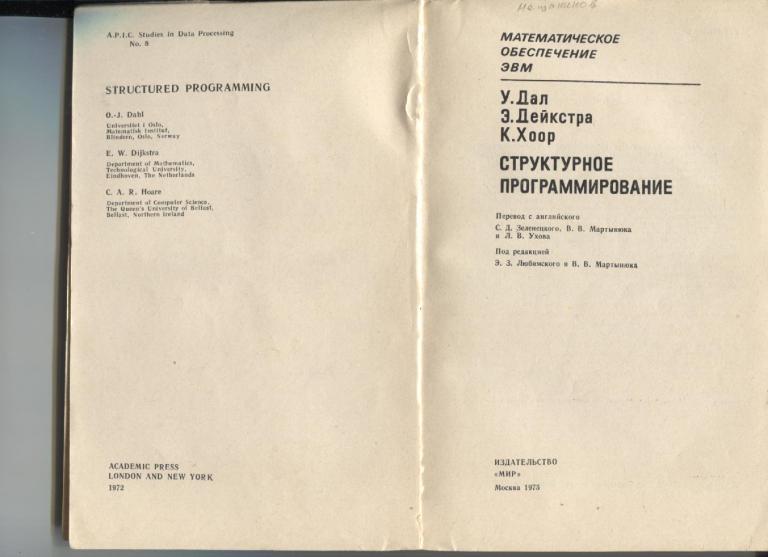 A.P.I.C. Studies in Data Processing
No. 8
STRUCTURED PROGRAMMING
O.-J. Dahl
Universitet i Oslo,
Matematisk Institut,
Blindern, Oslo, Norway
E. W. Dijkstra
Department of Mathematics,
Technological University,
Eindhoven, The Netherlands
C. A. R. Hoare
Department of Computer Science,
The Queen's University of Belfast,
Belfast, Northern Ireland
ACADEMIC PRESS
LONDON AND NEW YORK
1972
МАТЕМАТИЧЕСКОЕ
ОБЕСПЕЧЕНИЕ
ЭВМ
У. Дал
Э. Дейкстра
К. Хоор
СТРУКТУРНОЕ
ПРОГРАММИРОВАНИЕ
Перевод с английского
С. Д. Зеленецкого, В. В. Мартынюка
и Л. В. Ухова
Под редакцией
Э. З. Любимского и В. В. Мартынюка
ИЗДАТЕЛЬСТВО
«МИР»
Москва 1975